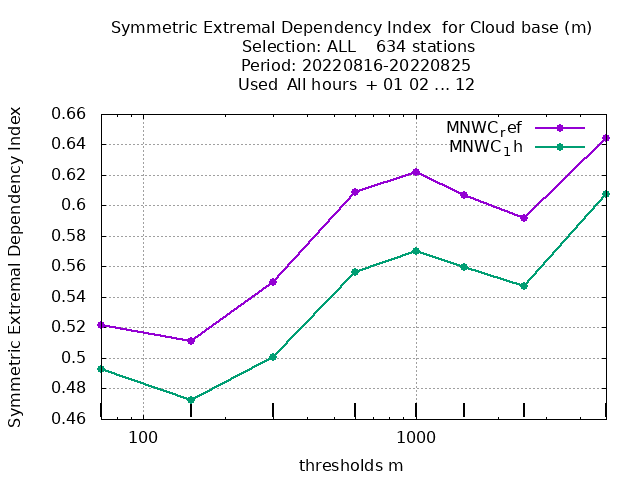 Symmetric Extremal Dependency Index for Cloud base (m)
Selection: ALL 634 stations
Period: 20220816-20220825
Used All hours + 01 02 ... 12
Symmetric Extremal Dependency Index
0.66
0.64
0.62
0.6
0.58
0.56
0.54
0.52
0.5
0.48
0.46
MNWC_ref
MNWC_1h
100
1000
thresholds m